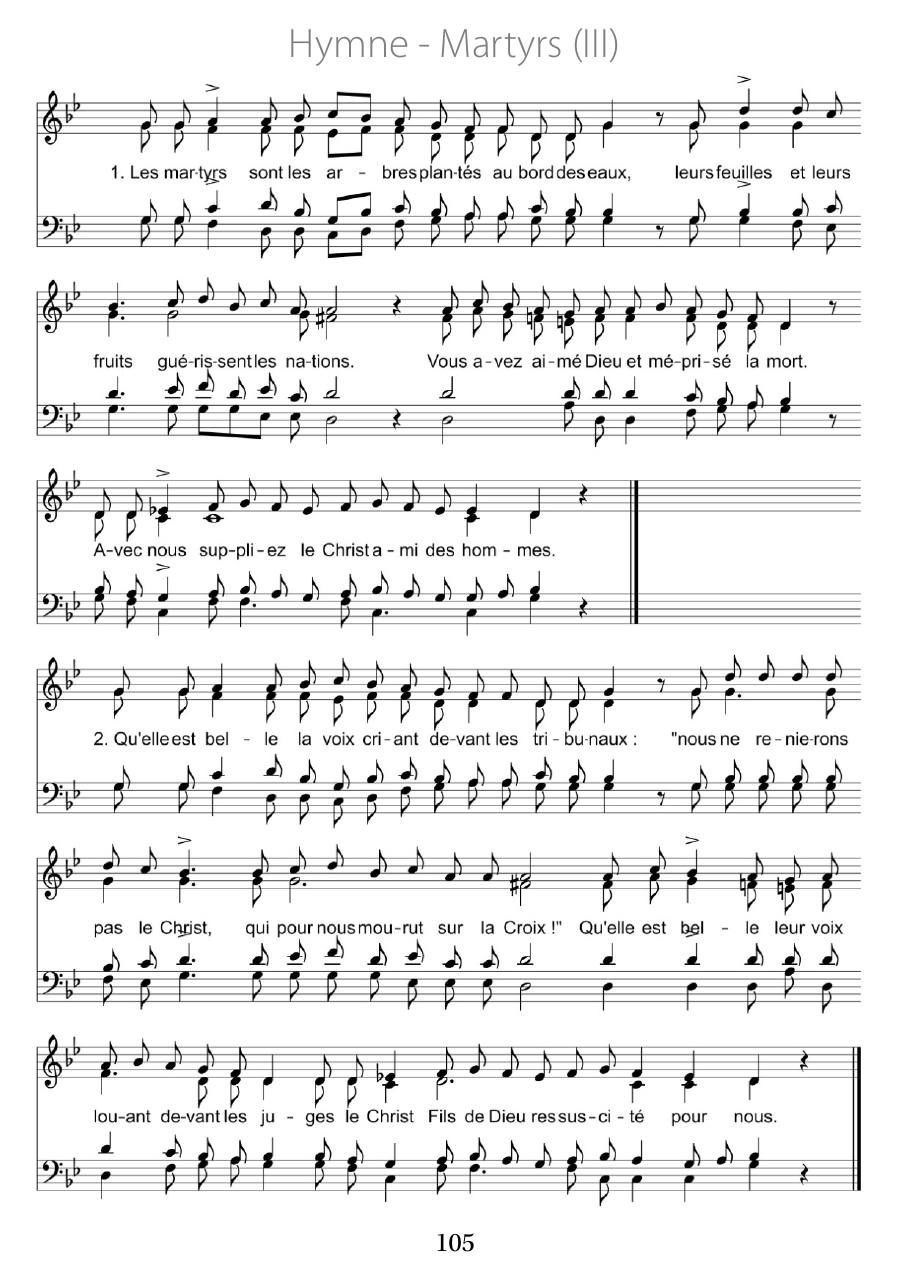 Hymne - Martyrs (III)
1. Les mar-tyrs sont les ar - bres plan-tés au bord des eaux, leurs feuilles et leurs
fruits gué-ris-sent les na-tions. Vous a-vez ai-mé Dieu et mé-pri-sé la mort.
A-vec nous sup-pli-ez le Christ a-mi des hom-mes.
2. Qu'elle est bel - le la voix cri-ant de-vant les tri-bu-naux : "nous ne re-nie-rons
pas le Christ, qui pour nous mou-rut sur la Croix !" Qu'elle est bel - le leur voix
lou-ant de-vant les ju - ges le Christ Fils de Dieu res-sus-ci-té pour nous.
105